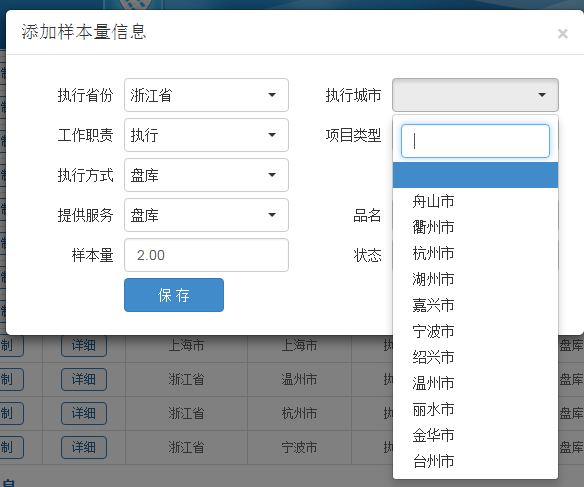 添加样本量信息 ×
执行省份 浙江省 执行城市
工作职责 执行 项目类型
执行方式 盘库
提供服务 盘库 品名
样本量 2.00 状态
保 存
舟山市
衢州市
杭州市
湖州市
嘉兴市
宁波市
绍兴市
温州市
丽水市
金华市
台州市
制 详细 上海市 上海市 执 盘库
制 详细 浙江省 温州市 执 盘库
制 详细 浙江省 杭州市 执 盘库
制 详细 浙江省 宁波市 执 盘库
息